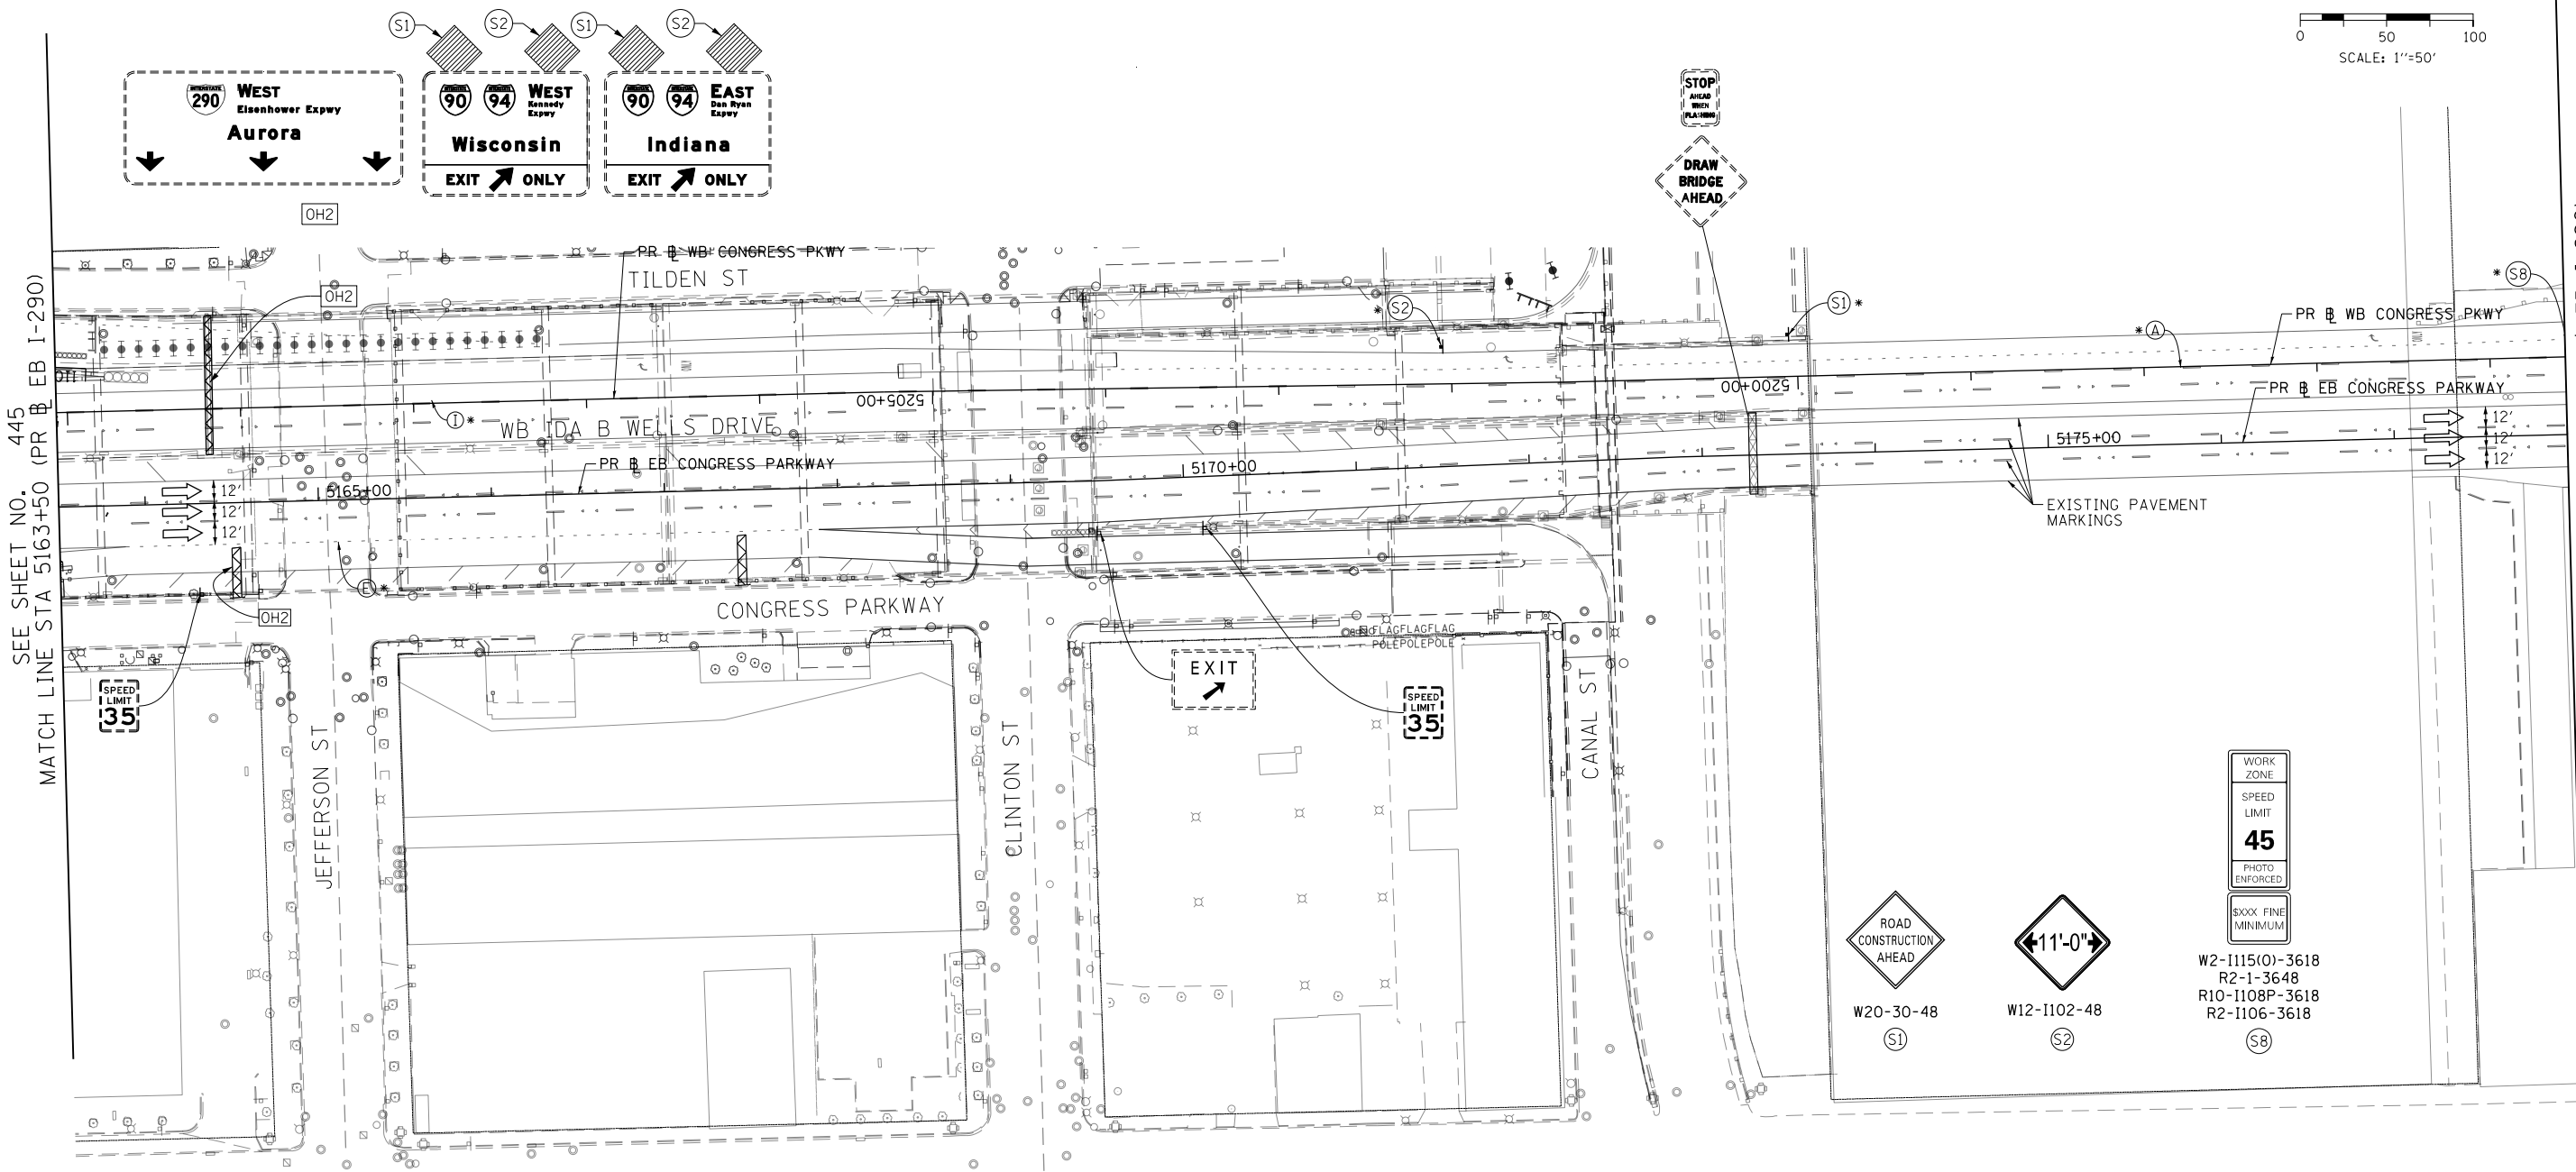 S1
S2
S1
S2
INTERSTATE
290
WEST
Eisenhower Expwy
Aurora
90
94
WEST
Kennedy
Expwy
Wisconsin
EXIT ONLY
90
94
EAST
Dan Ryan
Expwy
Indiana
EXIT ONLY
OH2
STOP
AHEAD
WHEN
FLASHING
DRAW
BRIDGE
AHEAD
0 50 100
SCALE: 1"=50'
SEE SHEET NO. 445
MATCH LINE STA 5163+50 (PR B EB I-290)
PR B WB CONGRESS PKWY
TILDEN ST
OH2
* S2
S1 *
* S8
* A
PR B WB CONGRESS PKWY
5205+00
5200+00
I *
WB IDA B WELLS DRIVE
PR B EB CONGRESS PARKWAY
PR B EB CONGRESS PARKWAY
5165+00
5170+00
5175+00
12'
12'
12'
12'
12'
12'
EXISTING PAVEMENT
MARKINGS
E *
OH2
CONGRESS PARKWAY
FLAGFLAGFLAG
POLEPOLEPOLE
SPEED
LIMIT
35
EXIT
SPEED
LIMIT
35
JEFFERSON ST
CLINTON ST
CANAL ST
ROAD
CONSTRUCTION
AHEAD
W20-30-48
S1
11'-0"
W12-I102-48
S2
WORK
ZONE
SPEED
LIMIT
45
PHOTO
ENFORCED
$XXX FINE
MINIMUM
W2-I115(O)-3618
R2-1-3648
R10-I108P-3618
R2-I106-3618
S8